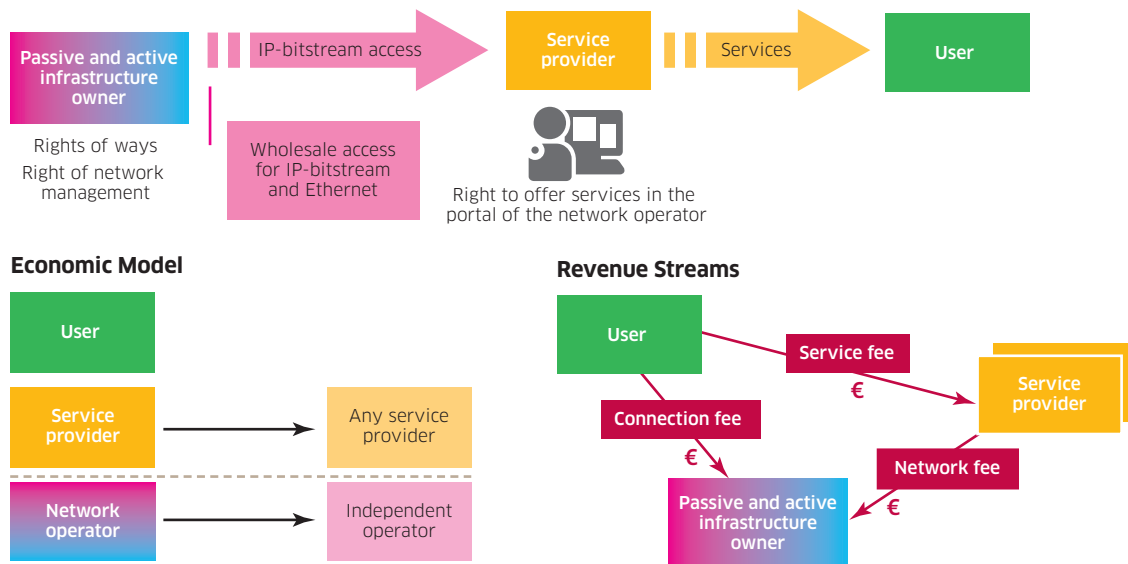 Passive and active
infrastructure
owner
IP-bitstream access
Service
provider
Services
User
Rights of ways
Right of network
management
Wholesale access
for IP-bitstream
and Ethernet
Right to offer services in the
portal of the network operator
Economic Model
User
Service
provider
Any service
provider
Network
operator
Independent
operator
Revenue Streams
User
Service fee
€
Service
provider
Connection fee
€
Network fee
€
Passive and active
infrastructure
owner